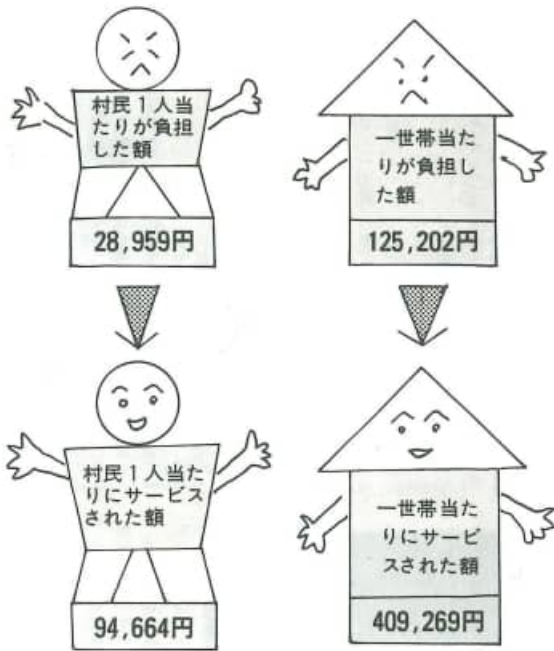 村民1人当
たりが負担
した額
28,959円
一世帯当た
りが負担し
た額
125,202円
村民1人当た
りにサービス
された額
94,664円
一世帯当た
りにサービ
スされた額
409,269円